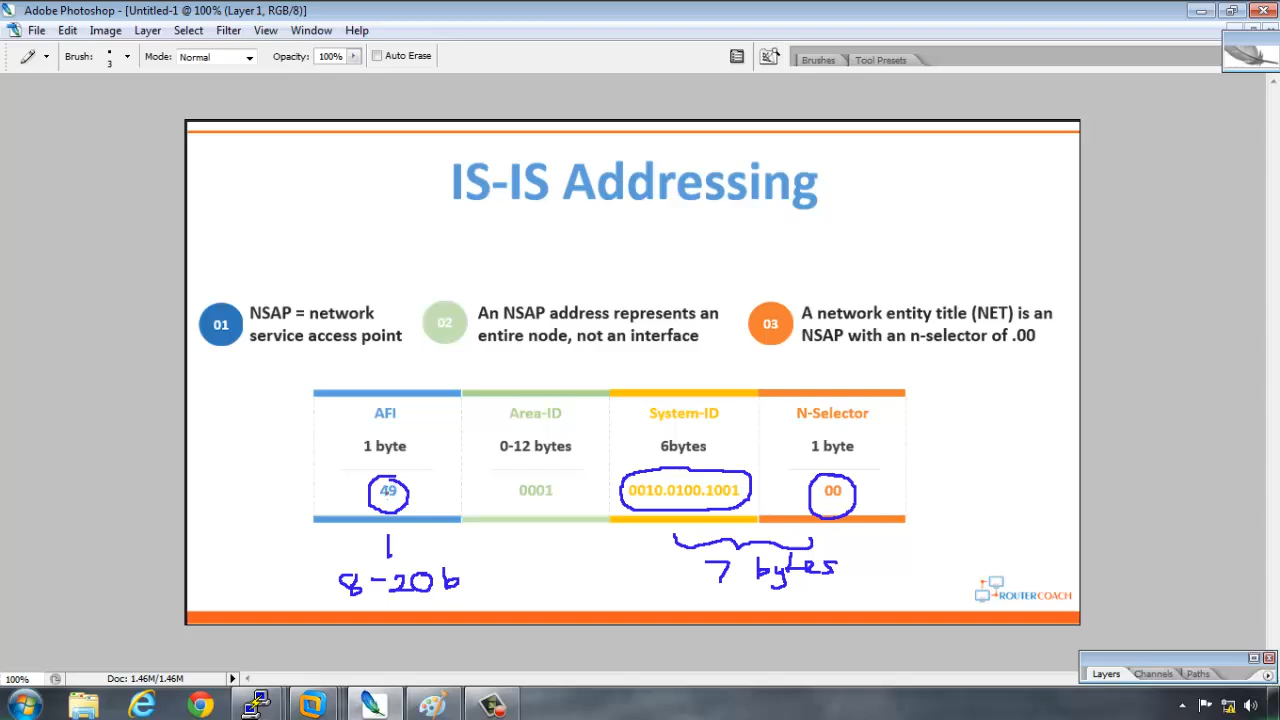 Adobe Photoshop - [Untitled-1 @ 100% (Layer 1, RGB/8)]
File Edit Image Layer Select Filter View Window Help
Brush: 3 Mode: Normal Opacity: 100% Auto Erase Brushes Tool Presets
IS-IS Addressing
01 NSAP = network
service access point
02 An NSAP address represents an
entire node, not an interface
03 A network entity title (NET) is an
NSAP with an n-selector of .00
AFI Area-ID System-ID N-Selector
1 byte 0-12 bytes 6bytes 1 byte
49 0001 0010.0100.1001 00
1
8-20b
7 bytes
ROUTERCOACH
Layers Channels Paths
100% Doc: 1.46M/1.46M